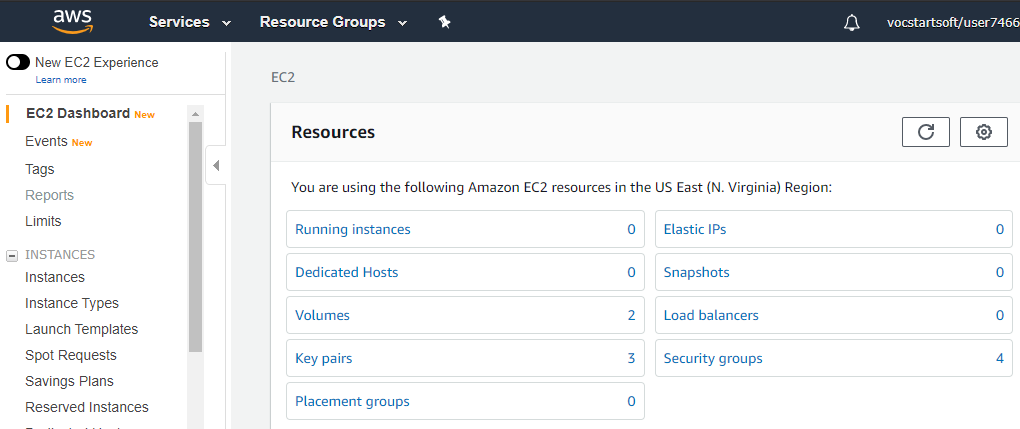 aws Services Resource Groups vocstartsoft/user7466
New EC2 Experience
Learn more
EC2 Dashboard New
Events New
Tags
Reports
Limits
INSTANCES
Instances
Instance Types
Launch Templates
Spot Requests
Savings Plans
Reserved Instances
EC2
Resources
You are using the following Amazon EC2 resources in the US East (N. Virginia) Region:
Running instances 0 Elastic IPs 0
Dedicated Hosts 0 Snapshots 0
Volumes 2 Load balancers 0
Key pairs 3 Security groups 4
Placement groups 0